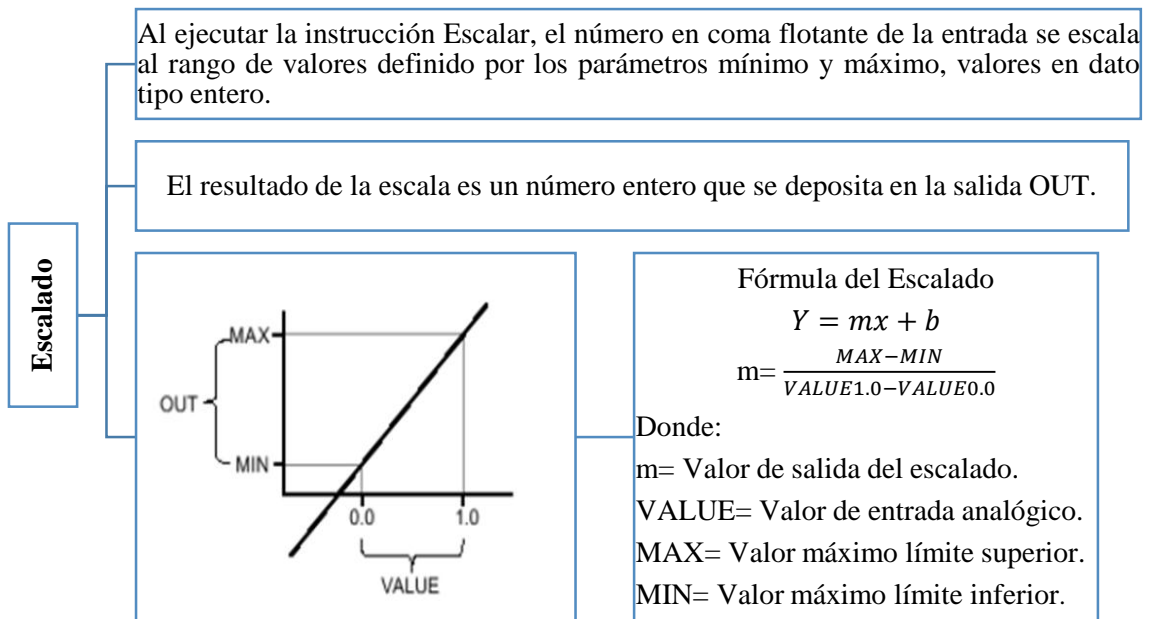 Al ejecutar la instrucción Escalar, el número en coma flotante de la entrada se escala
al rango de valores definido por los parámetros mínimo y máximo, valores en dato
tipo entero.
El resultado de la escala es un número entero que se deposita en la salida OUT.
Escalado
MAX
OUT
MIN
0.0 1.0
VALUE
Fórmula del Escalado
Y = mx + b
m= MAX−MIN
VALUE1.0−VALUE0.0
Donde:
m= Valor de salida del escalado.
VALUE= Valor de entrada analógico.
MAX= Valor máximo límite superior.
MIN= Valor máximo límite inferior.